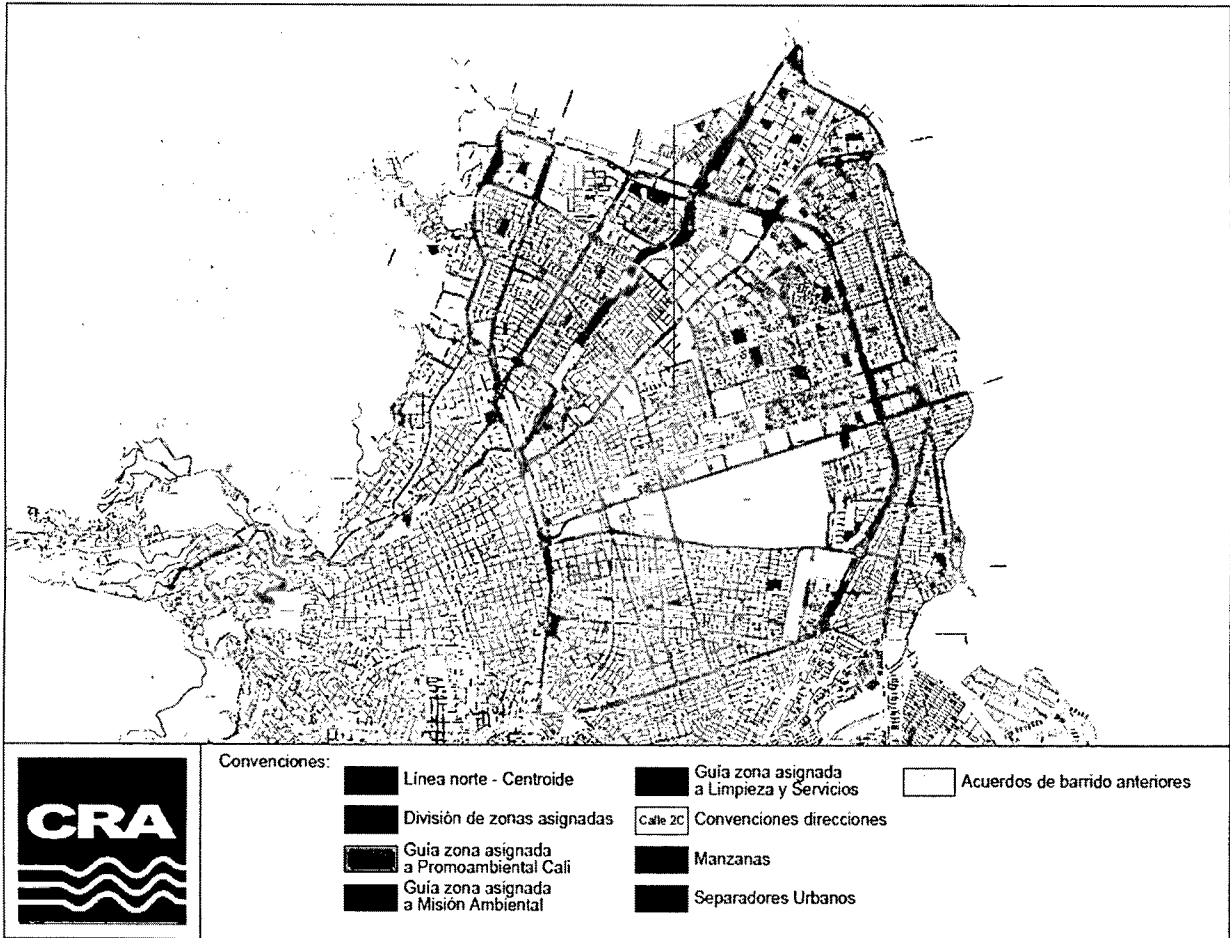 CRA
Convenciones:
Línea norte - Centroide
División de zonas asignadas
Guía zona asignada
a Promoambiental Cali
Guía zona asignada
a Misión Ambiental
Guía zona asignada
a Limpieza y Servicios
Calle 2C Convenciones direcciones
Manzanas
Separadores Urbanos
Acuerdos de barrido anteriores